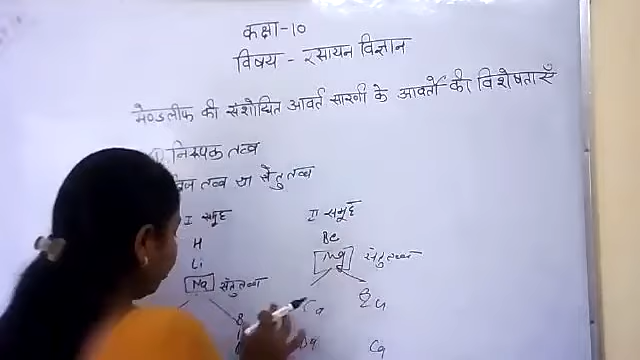 कक्षा-10
विषय - रसायन विज्ञान
मेण्डलीफ की संशोधित आवर्त सारणी के आवर्तो की विशेषताएँ
निरूपक तत्व
तत्व या सेतु तत्व
I समूह II समूह
H Be
Li Mg सेतु तत्व
Na सेतु तत्व
Ca